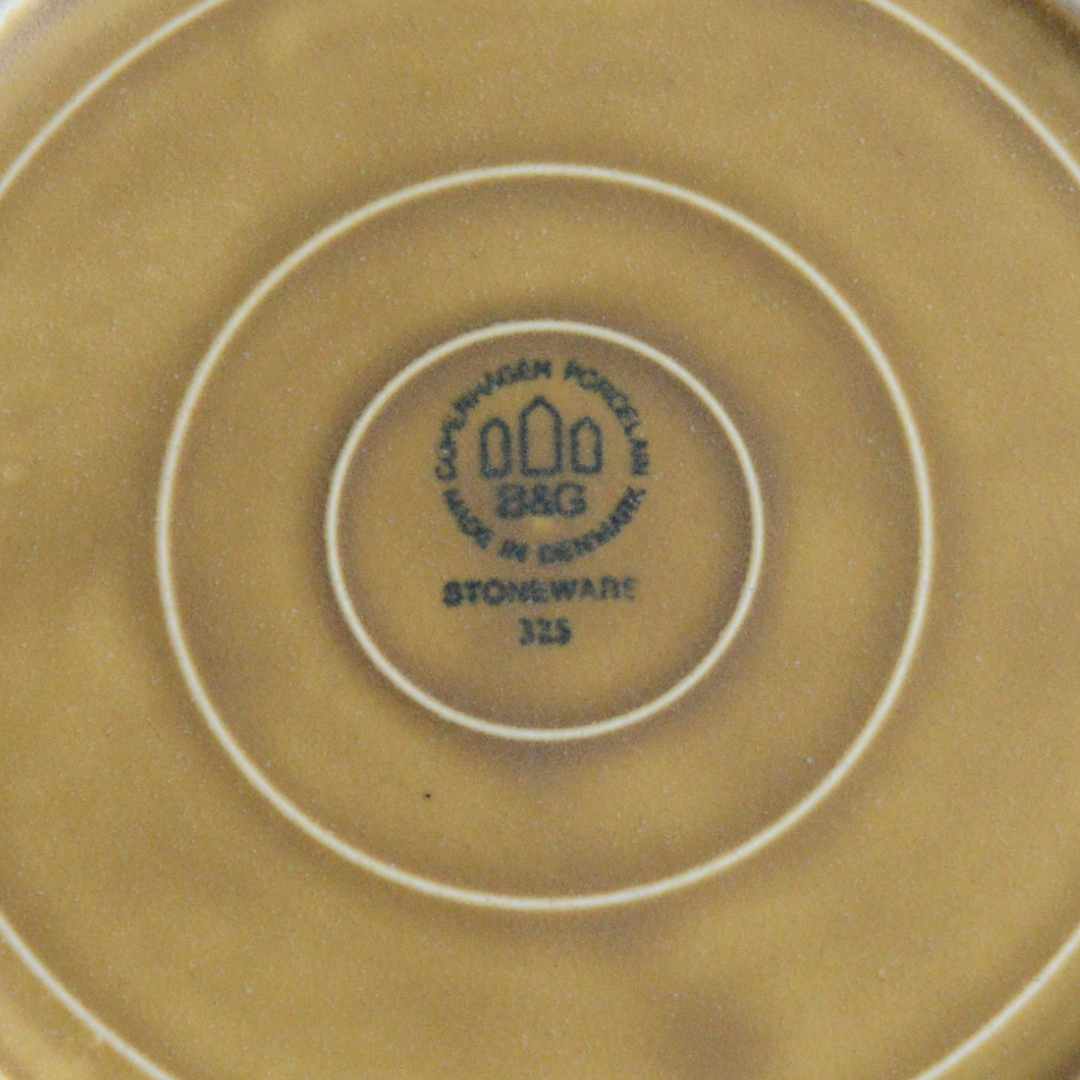 COPENHAGEN PORCELAIN
B&G
MADE IN DENMARK
STONEWARE
325